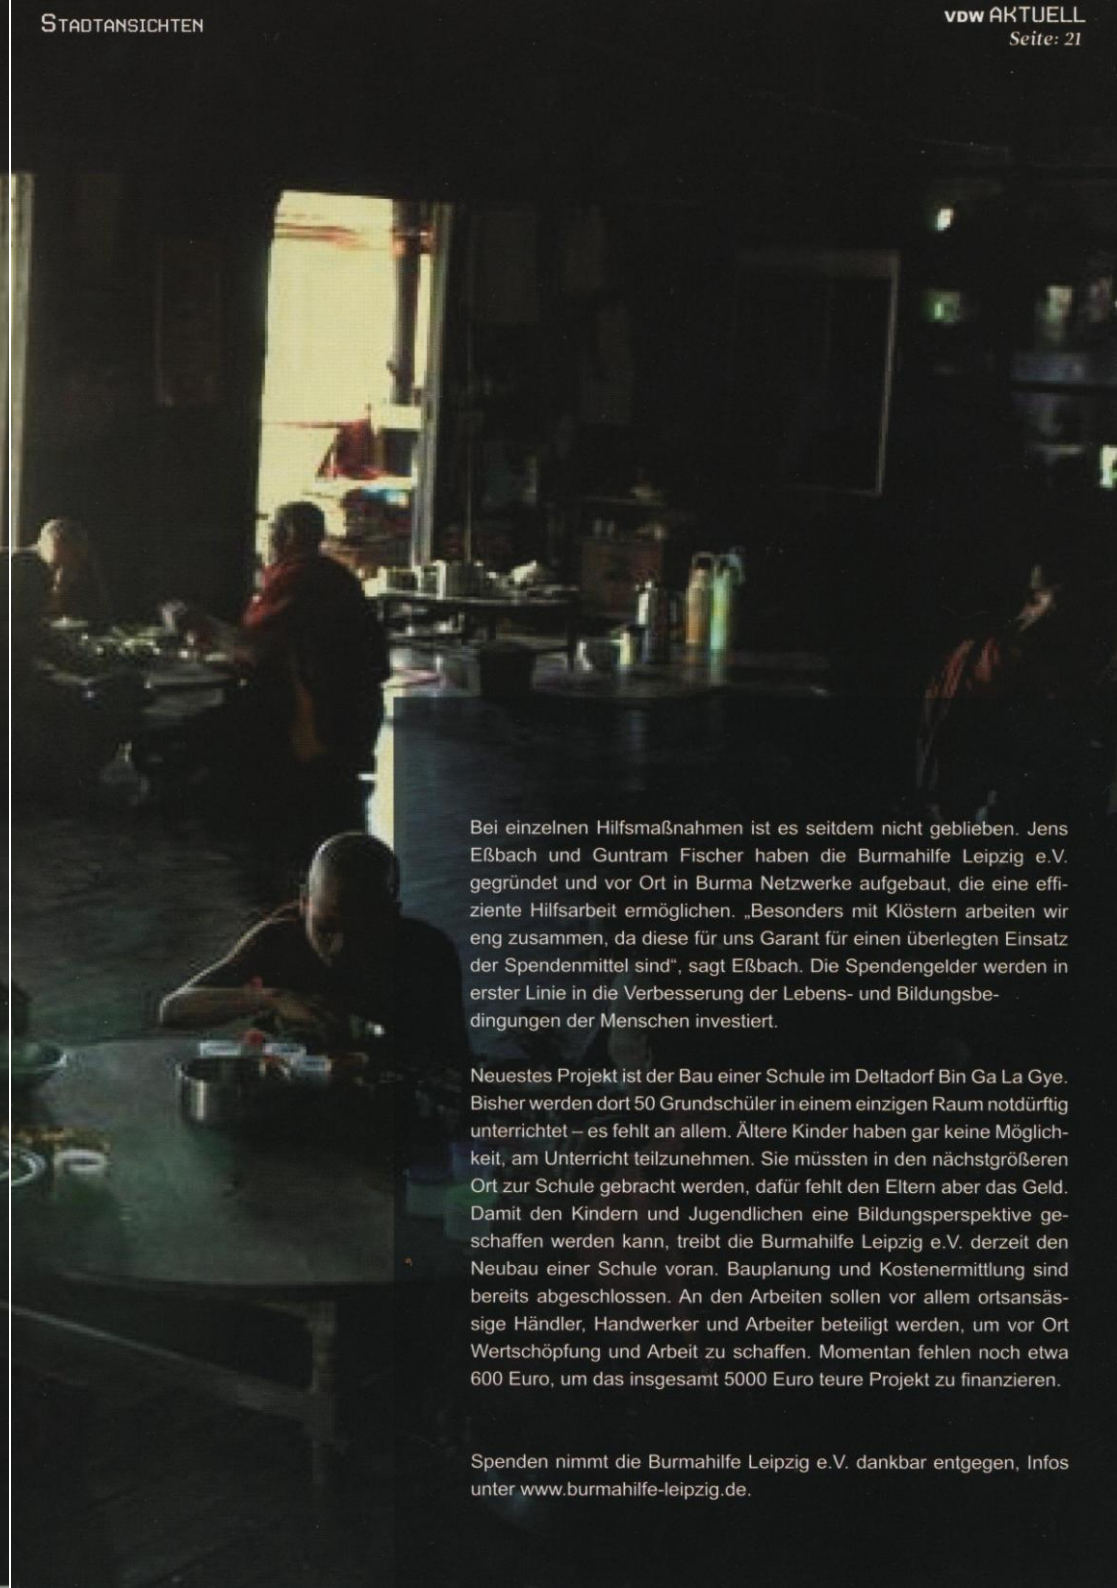 STADTANSICHTEN
VDW AKTUELL
Seite: 21
Bei einzelnen Hilfsmaßnahmen ist es seitdem nicht geblieben. Jens
Eßbach und Guntram Fischer haben die Burmahilfe Leipzig e.V.
gegründet und vor Ort in Burma Netzwerke aufgebaut, die eine effi-
ziente Hilfsarbeit ermöglichen. „Besonders mit Klöstern arbeiten wir
eng zusammen, da diese für uns Garant für einen überlegten Einsatz
der Spendenmittel sind“, sagt Eßbach. Die Spendengelder werden in
erster Linie in die Verbesserung der Lebens- und Bildungsbe-
dingungen der Menschen investiert.
Neuestes Projekt ist der Bau einer Schule im Deltadorf Bin Ga La Gye.
Bisher werden dort 50 Grundschüler in einem einzigen Raum notdürftig
unterrichtet – es fehlt an allem. Ältere Kinder haben gar keine Möglich-
keit, am Unterricht teilzunehmen. Sie müssten in den nächstgrößeren
Ort zur Schule gebracht werden, dafür fehlt den Eltern aber das Geld.
Damit den Kindern und Jugendlichen eine Bildungsperspektive ge-
schaffen werden kann, treibt die Burmahilfe Leipzig e.V. derzeit den
Neubau einer Schule voran. Bauplanung und Kostenermittlung sind
bereits abgeschlossen. An den Arbeiten sollen vor allem ortsansäs-
sige Händler, Handwerker und Arbeiter beteiligt werden, um vor Ort
Wertschöpfung und Arbeit zu schaffen. Momentan fehlen noch etwa
600 Euro, um das insgesamt 5000 Euro teure Projekt zu finanzieren.
Spenden nimmt die Burmahilfe Leipzig e.V. dankbar entgegen, Infos
unter www.burmahilfe-leipzig.de.